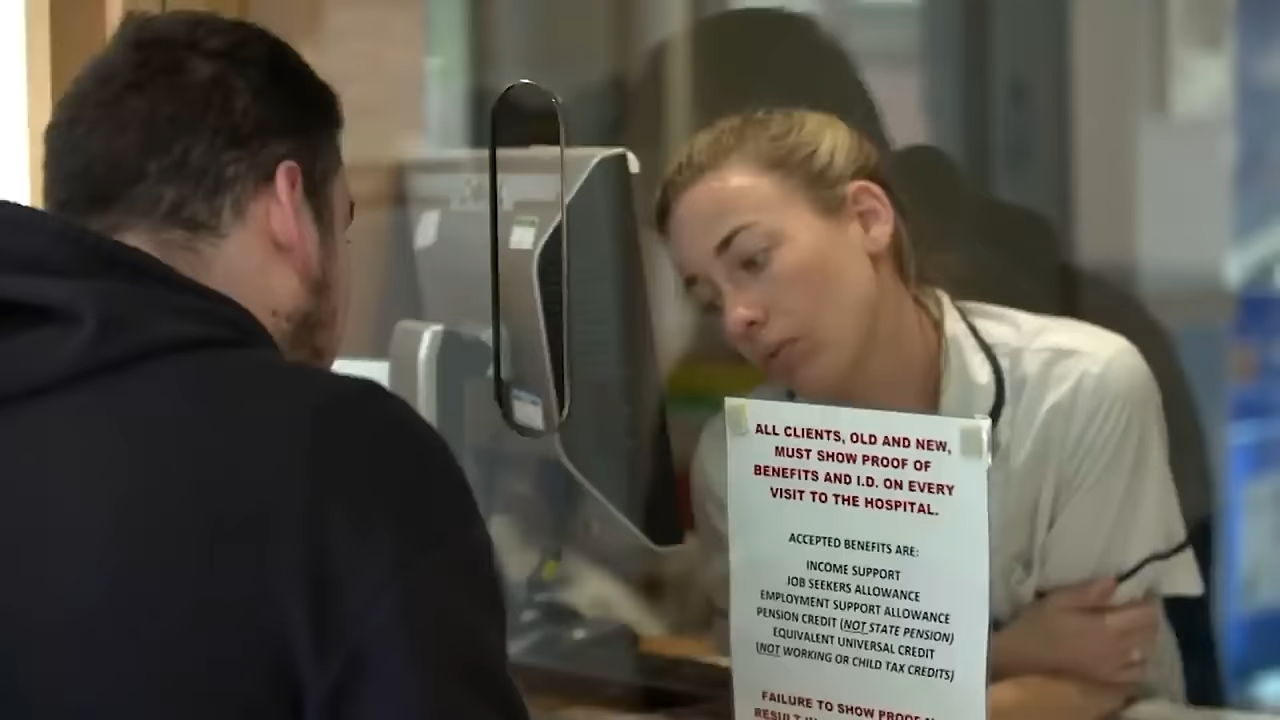 ALL CLIENTS, OLD AND NEW,
MUST SHOW PROOF OF
BENEFITS AND I.D. ON EVERY
VISIT TO THE HOSPITAL.
ACCEPTED BENEFITS ARE:
INCOME SUPPORT
JOB SEEKERS ALLOWANCE
EMPLOYMENT SUPPORT ALLOWANCE
PENSION CREDIT (NOT STATE PENSION)
EQUIVALENT UNIVERSAL CREDIT
(NOT WORKING OR CHILD TAX CREDITS)
FAILURE TO SHOW PROOF
RESULT